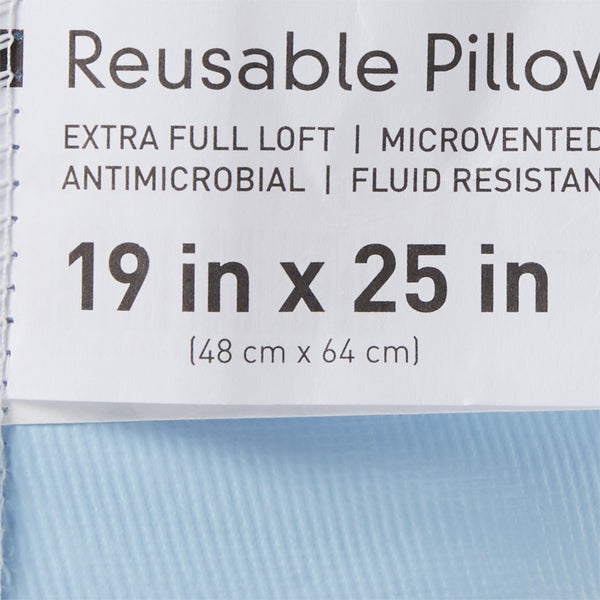 Reusable Pillow
EXTRA FULL LOFT | MICROVENTED
ANTIMICROBIAL | FLUID RESISTAN
19 in x 25 in
(48 cm x 64 cm)